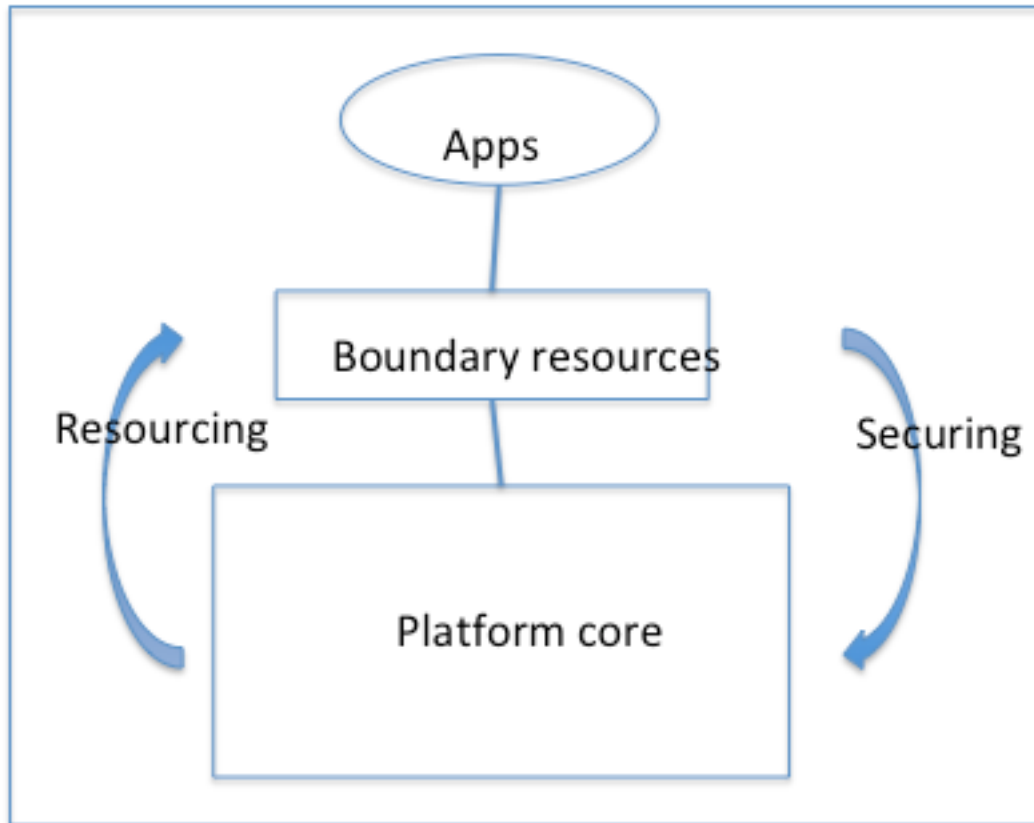 Apps
Boundary resources
Resourcing
Securing
Platform core